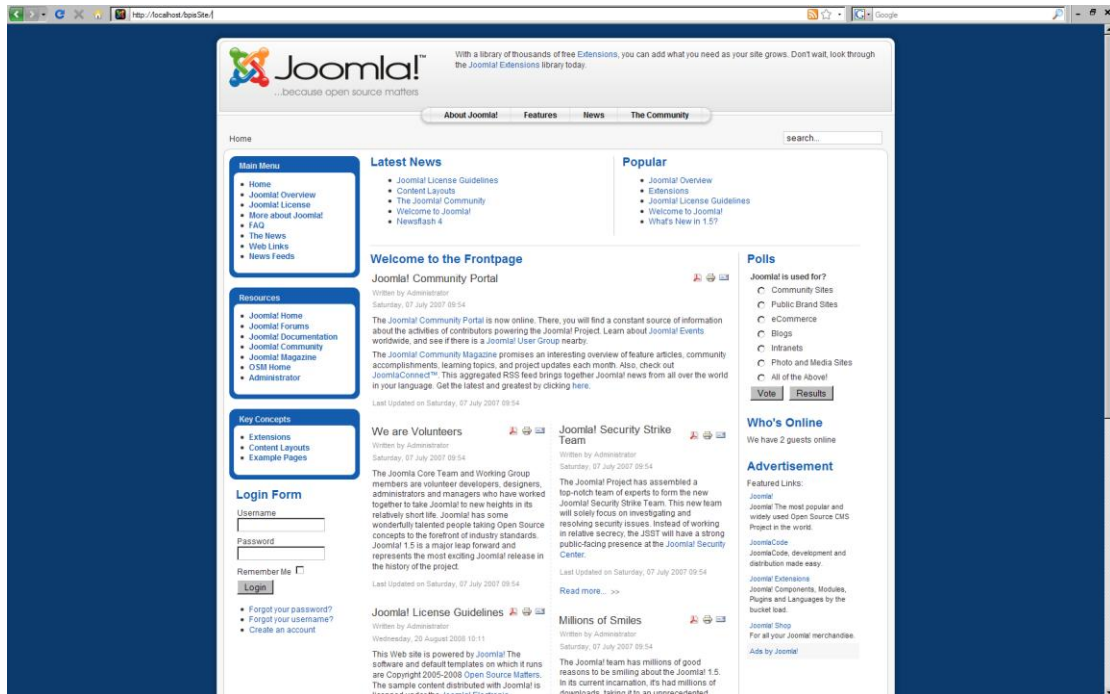 http://localhost/bpisSite/
Google
Joomla!™
...because open source matters
With a library of thousands of free Extensions, you can add what you need as your site grows. Don't wait, look through
the Joomla! Extensions library today.
About Joomla!
Features
News
The Community
Home
search...
Main Menu
Home
Joomla! Overview
Joomla! License
More about Joomla!
FAQ
The News
Web Links
News Feeds
Resources
Joomla! Home
Joomla! Forums
Joomla! Documentation
Joomla! Community
Joomla! Magazine
OSM Home
Administrator
Key Concepts
Extensions
Content Layouts
Example Pages
Login Form
Username
Password
Remember Me
Login
Forgot your password?
Forgot your username?
Create an account
Latest News
Joomla! License Guidelines
Content Layouts
The Joomla! Community
Welcome to Joomla!
Newsflash 4
Popular
Joomla! Overview
Extensions
Joomla! License Guidelines
Welcome to Joomla!
What's New in 1.5?
Welcome to the Frontpage
Joomla! Community Portal
Written by Administrator
Saturday, 07 July 2007 09:54
The Joomla! Community Portal is now online. There, you will find a constant source of information
about the activities of contributors powering the Joomla! Project. Learn about Joomla! Events
worldwide, and see if there is a Joomla! User Group nearby.
The Joomla! Community Magazine promises an interesting overview of feature articles, community
accomplishments, learning topics, and project updates each month. Also, check out
JoomlaConnect™. This aggregated RSS feed brings together Joomla! news from all over the world
in your language. Get the latest and greatest by clicking here.
Last Updated on Saturday, 07 July 2007 09:54
We are Volunteers
Written by Administrator
Saturday, 07 July 2007 09:54
The Joomla Core Team and Working Group
members are volunteer developers, designers,
administrators and managers who have worked
together to take Joomla! to new heights in its
relatively short life. Joomla! has some
wonderfully talented people taking Open Source
concepts to the forefront of industry standards.
Joomla! 1.5 is a major leap forward and
represents the most exciting Joomla! release in
the history of the project.
Last Updated on Saturday, 07 July 2007 09:54
Joomla! Security Strike
Team
Written by Administrator
Saturday, 07 July 2007 09:54
The Joomla! Project has assembled a
top-notch team of experts to form the new
Joomla! Security Strike Team. This new team
will solely focus on investigating and
resolving security issues. Instead of working
in relative secrecy, the JSST will have a strong
public-facing presence at the Joomla! Security
Center.
Last Updated on Saturday, 07 July 2007 09:54
Read more... >>
Joomla! License Guidelines
Written by Administrator
Wednesday, 20 August 2008 10:11
This Web site is powered by Joomla! The
software and default templates on which it runs
are Copyright 2005-2008 Open Source Matters.
The sample content distributed with Joomla! is
licensed under the Joomla! Electronic
Millions of Smiles
Written by Administrator
Saturday, 07 July 2007 09:54
The Joomla! team has millions of good
reasons to be smiling about the Joomla! 1.5.
In its current incarnation, it's had millions of
downloads, taking it to an unprecedented
Polls
Joomla! is used for?
Community Sites
Public Brand Sites
eCommerce
Blogs
Intranets
Photo and Media Sites
All of the Above!
Vote
Results
Who's Online
We have 2 guests online
Advertisement
Featured Links:
Joomla!
Joomla! The most popular and
widely used Open Source CMS
Project in the world.
JoomlaCode
JoomlaCode, development and
distribution made easy.
Joomla! Extensions
Joomla! Components, Modules,
Plugins and Languages by the
bucket load.
Joomla! Shop
For all your Joomla! merchandise.
Ads by Joomla!